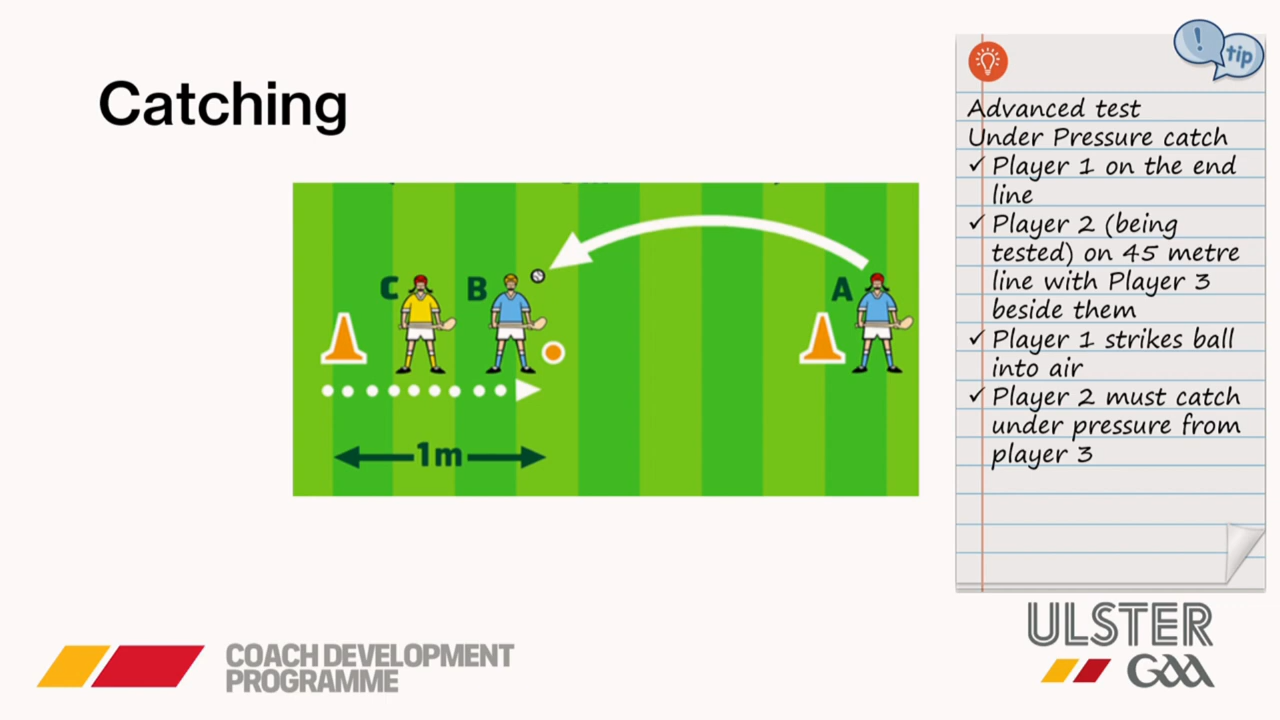 Catching
C
B
A
1m
!
tip
Advanced test
Under Pressure catch
✓ Player 1 on the end
line
✓ Player 2 (being
tested) on 45 metre
line with Player 3
beside them
✓ Player 1 strikes ball
into air
✓ Player 2 must catch
under pressure from
player 3
COACH DEVELOPMENT
PROGRAMME
ULSTER
GAA